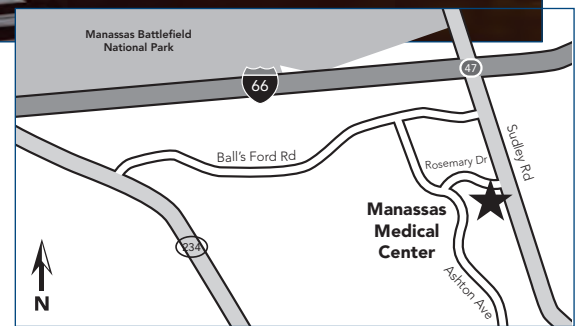 Manassas Battlefield
National Park
47
66
Sudley Rd
Ball's Ford Rd
Rosemary Dr
Manassas
Medical
Center
234
Ashton Ave
N